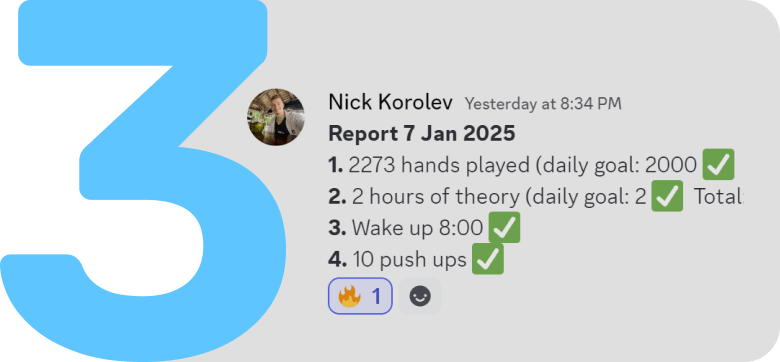 3
Nick Korolev Yesterday at 8:34 PM
Report 7 Jan 2025
1. 2273 hands played (daily goal: 2000 ✅
2. 2 hours of theory (daily goal: 2 ✅ Total:
3. Wake up 8:00 ✅
4. 10 push ups ✅
🔥 1